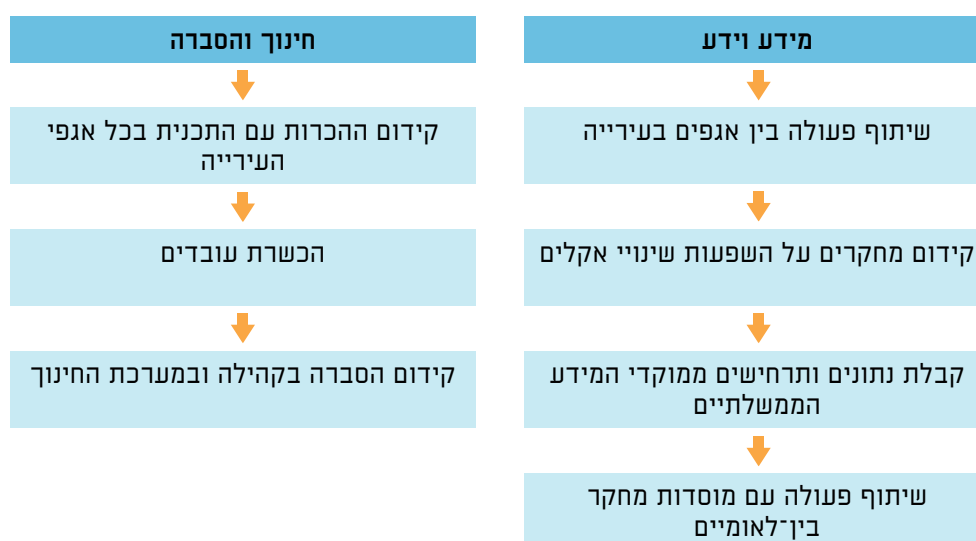 מידע וידע
שיתוף פעולה בין אגפים בעירייה
קידום מחקרים על השפעות שינויי אקלים
קבלת נתונים ותרחישים ממוקדי המידע
הממשלתיים
שיתוף פעולה עם מוסדות מחקר
בין־לאומיים
חינוך והסברה
קידום ההכרות עם התכנית בכל אגפי
העירייה
הכשרת עובדים
קידום הסברה בקהילה ובמערכת החינוך